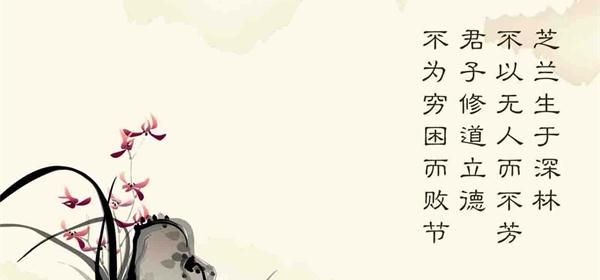 芝兰生于深林
不以无人而不芳
君子修道立德
不为穷困而败节